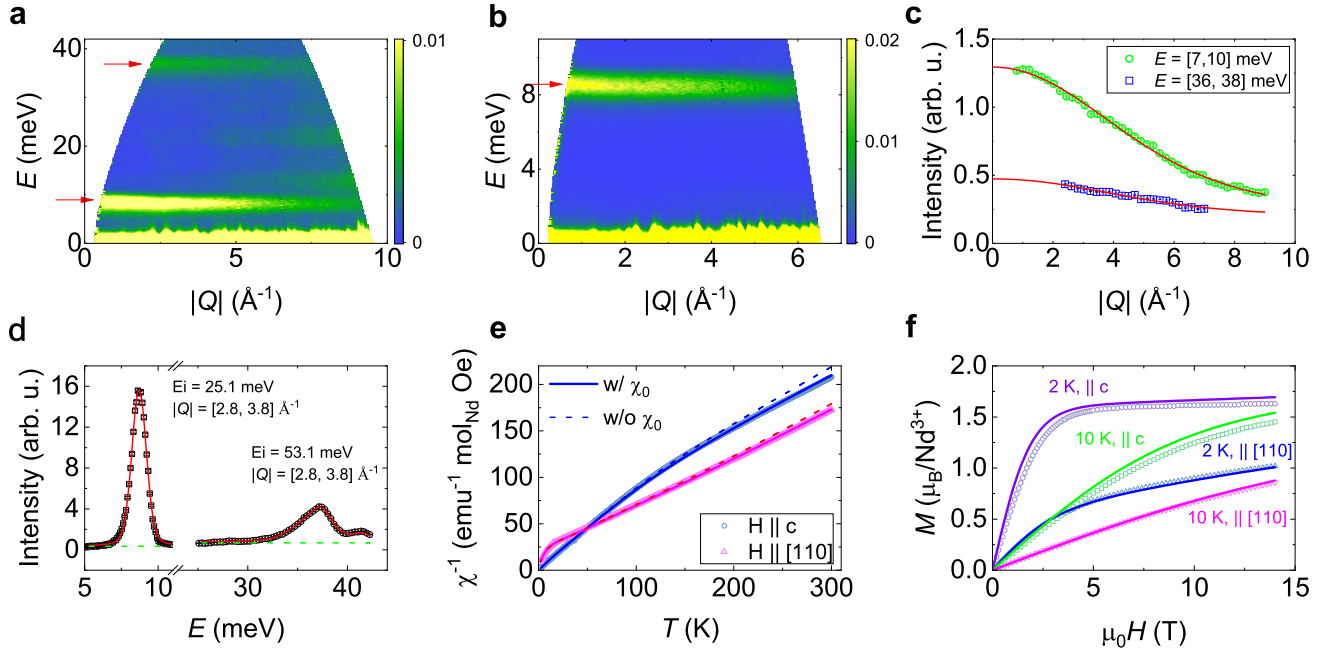 a
40
20
0
E (meV)
0
5
10
|Q| (Å⁻¹)
0.01
0
b
8
4
0
E (meV)
2
4
6
|Q| (Å⁻¹)
0.02
0.01
0
c
1.5
1.0
0.5
0.0
Intensity (arb. u.)
E = [7,10] meV
E = [36, 38] meV
0
2
4
6
8
10
|Q| (Å⁻¹)
d
16
12
8
4
0
Intensity (arb. u.)
Ei = 25.1 meV
|Q| = [2.8, 3.8] Å⁻¹
Ei = 53.1 meV
|Q| = [2.8, 3.8] Å⁻¹
5
10
30
40
E (meV)
e
200
150
100
50
0
χ⁻¹ (emu⁻¹ mol_Nd Oe)
w/ χ₀
w/o χ₀
H || c
H || [110]
0
100
200
300
T (K)
f
2.0
1.5
1.0
0.5
0.0
M (μ_B/Nd³⁺)
2 K, || c
10 K, || c
2 K, || [110]
10 K, || [110]
0
5
10
15
μ₀H (T)